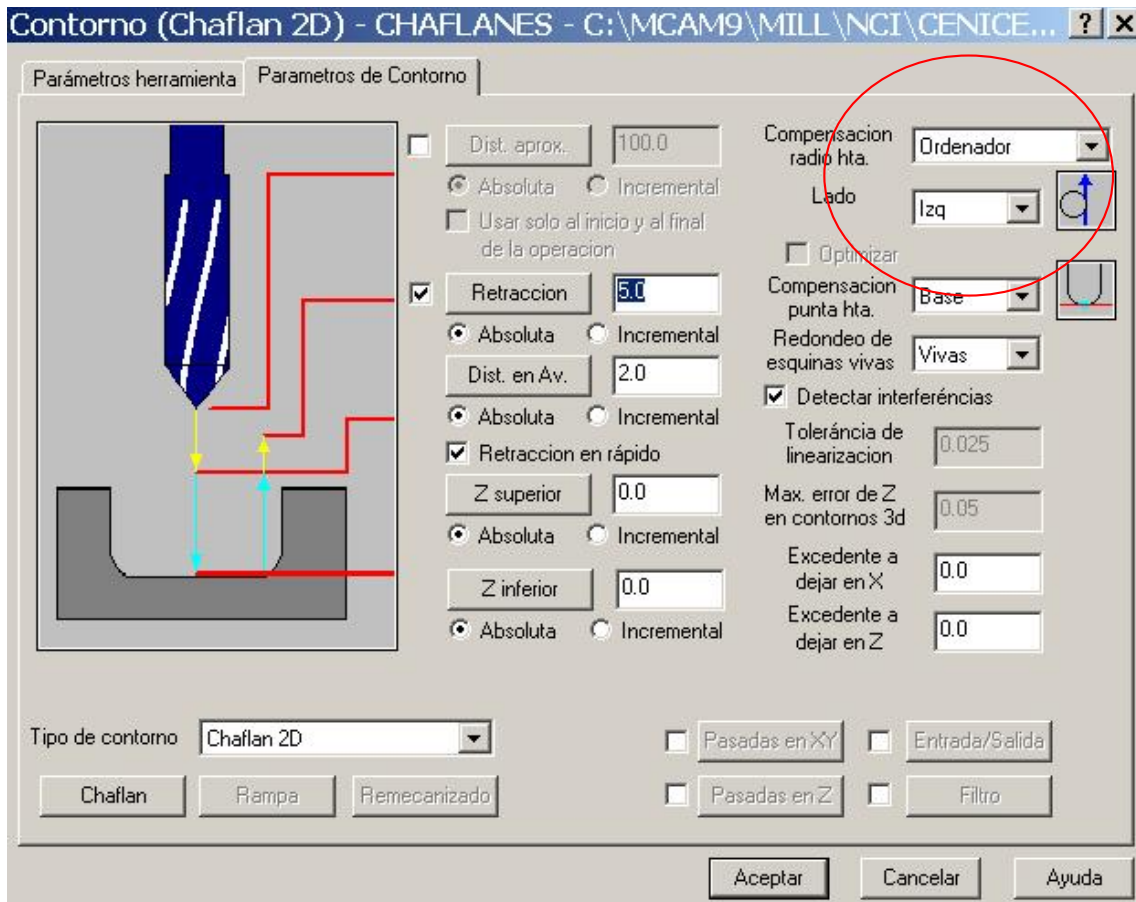 Contorno (Chaflan 2D) - CHAFLANES - C:\MCAM9\MILL\NCI\CENICE...
Parámetros herramienta
Parametros de Contorno
Dist. aprox..
100.0
Absoluta
Incremental
Usar solo al inicio y al final
de la operacion
Retraccion
5.0
Absoluta
Incremental
Dist. en Av.
2.0
Absoluta
Incremental
Retraccion en rápido
Z superior
0.0
Absoluta
Incremental
Z inferior
0.0
Absoluta
Incremental
Compensacion
radio hta.
Ordenador
Lado
Izq
Optimizar
Compensacion
punta hta.
Base
Redondeo de
esquinas vivas
Vivas
Detectar interferéncias
Toleráncia de
linearizacion
0.025
Max. error de Z
en contornos 3d
0.05
Excedente a
dejar en X
0.0
Excedente a
dejar en Z
0.0
Tipo de contorno
Chaflan 2D
Chaflan
Rampa
Remecanizado
Pasadas en XY
Entrada/Salida
Pasadas en Z
Filtro
Aceptar
Cancelar
Ayuda